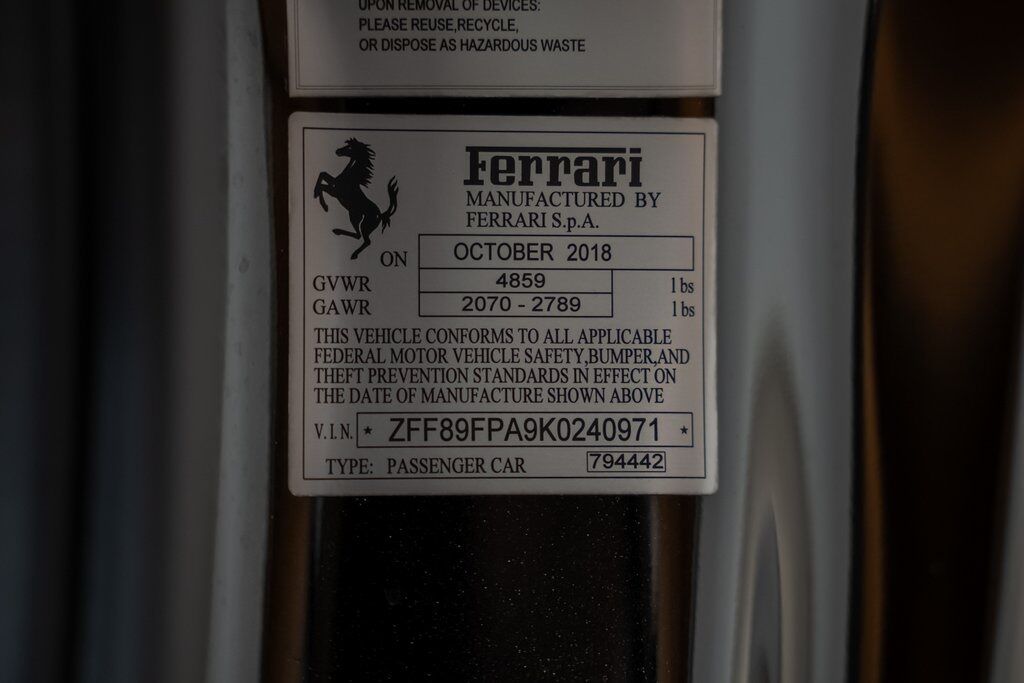 UPON REMOVAL OF DEVICES:
PLEASE REUSE,RECYCLE,
OR DISPOSE AS HAZARDOUS WASTE
Ferrari
MANUFACTURED BY
FERRARI S.p.A.
ON OCTOBER 2018
GVWR 4859 lbs
GAWR 2070 - 2789 lbs
THIS VEHICLE CONFORMS TO ALL APPLICABLE
FEDERAL MOTOR VEHICLE SAFETY,BUMPER,AND
THEFT PREVENTION STANDARDS IN EFFECT ON
THE DATE OF MANUFACTURE SHOWN ABOVE
V.I.N. * ZFF89FPA9K0240971 *
TYPE: PASSENGER CAR 794442